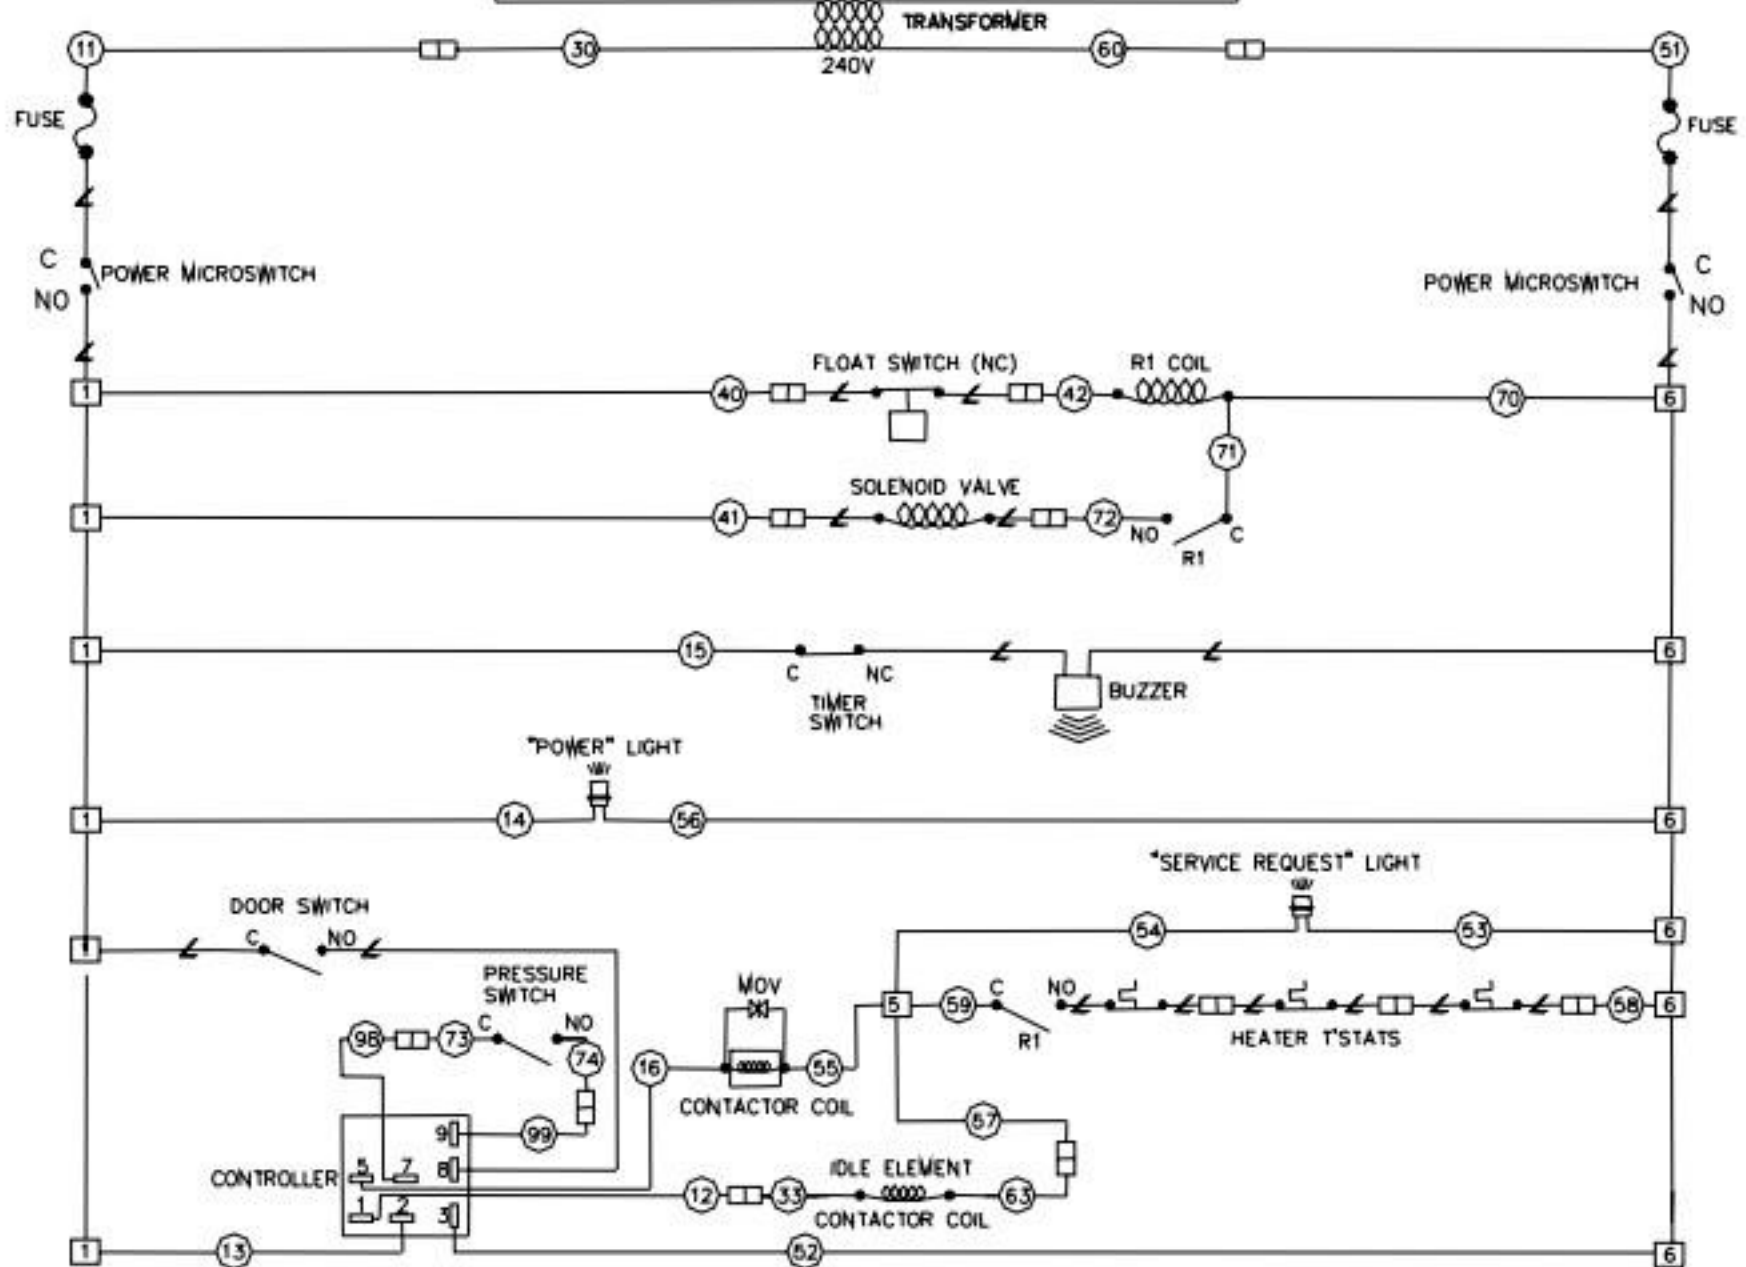 TRANSFORMER
11
30
60
51
240V
FUSE
FUSE
C
POWER MICROSWITCH
NO
POWER MICROSWITCH
C
NO
FLOAT SWITCH (NC)
R1 COIL
1
40
42
70
6
71
SOLENOID VALVE
1
41
72
NO
C
R1
1
15
6
C
NC
TIMER
SWITCH
BUZZER
"POWER" LIGHT
1
14
56
6
"SERVICE REQUEST" LIGHT
DOOR SWITCH
54
53
6
1
C
NO
PRESSURE
SWITCH
MOV
5
59
C
NO
58
6
R1
HEATER T'STATS
98
73
C
NO
74
16
55
CONTACTOR COIL
57
9
99
CONTROLLER
5
7
8
IDLE ELEMENT
12
33
63
1
2
3
CONTACTOR COIL
1
13
52
6